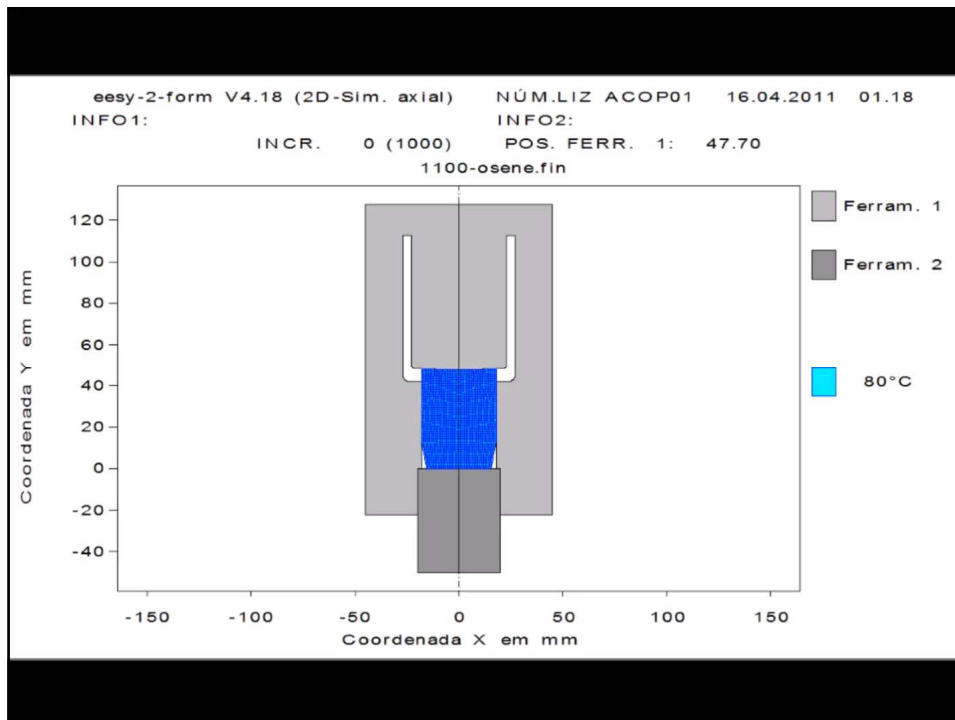 eesy-2-form V4.18 (2D-Sim. axial) NÚM.LIZ ACOP01 16.04.2011 01.18
INFO1: INFO2:
INCR. 0 (1000) POS. FERR. 1: 47.70
1100-osene.fin
120
100
80
60
40
20
0
-20
-40
Coordenada Y em mm
-150 -100 -50 0 50 100 150
Coordenada X em mm
Ferram. 1
Ferram. 2
80°C